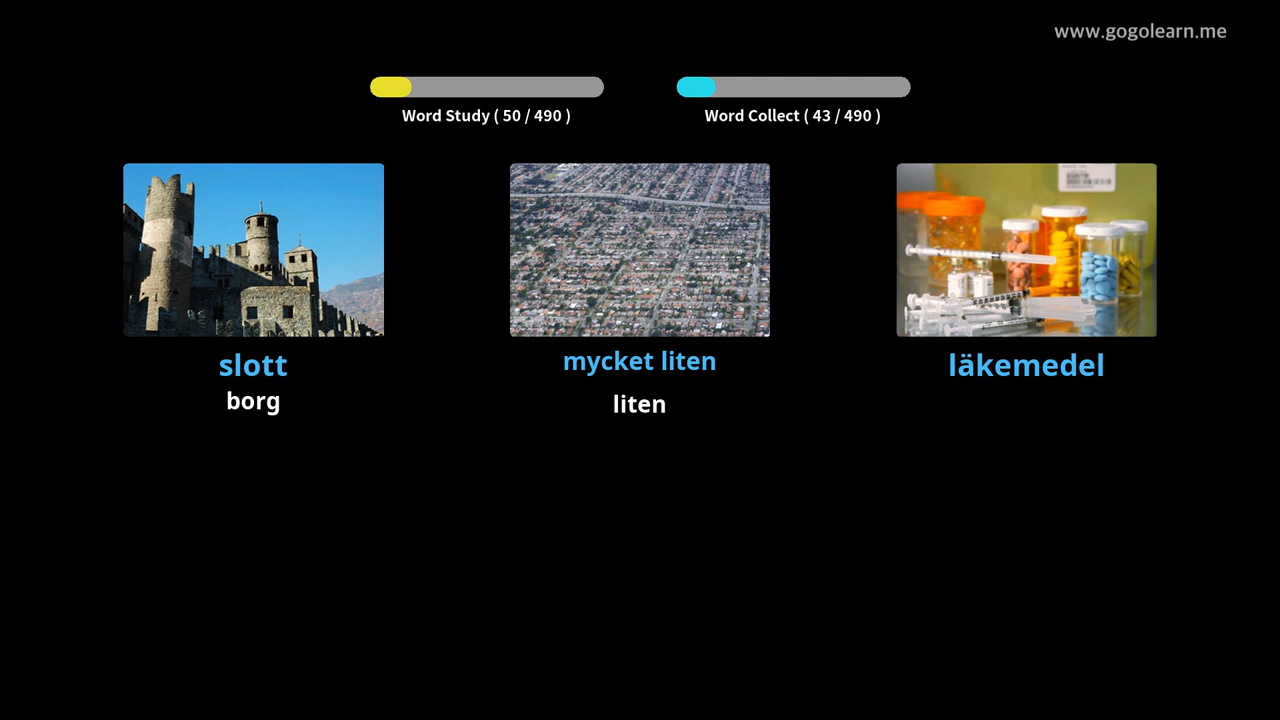 www.gogolearn.me
Word Study ( 50 / 490 )
Word Collect ( 43 / 490 )
slott
borg
mycket liten
liten
läkemedel